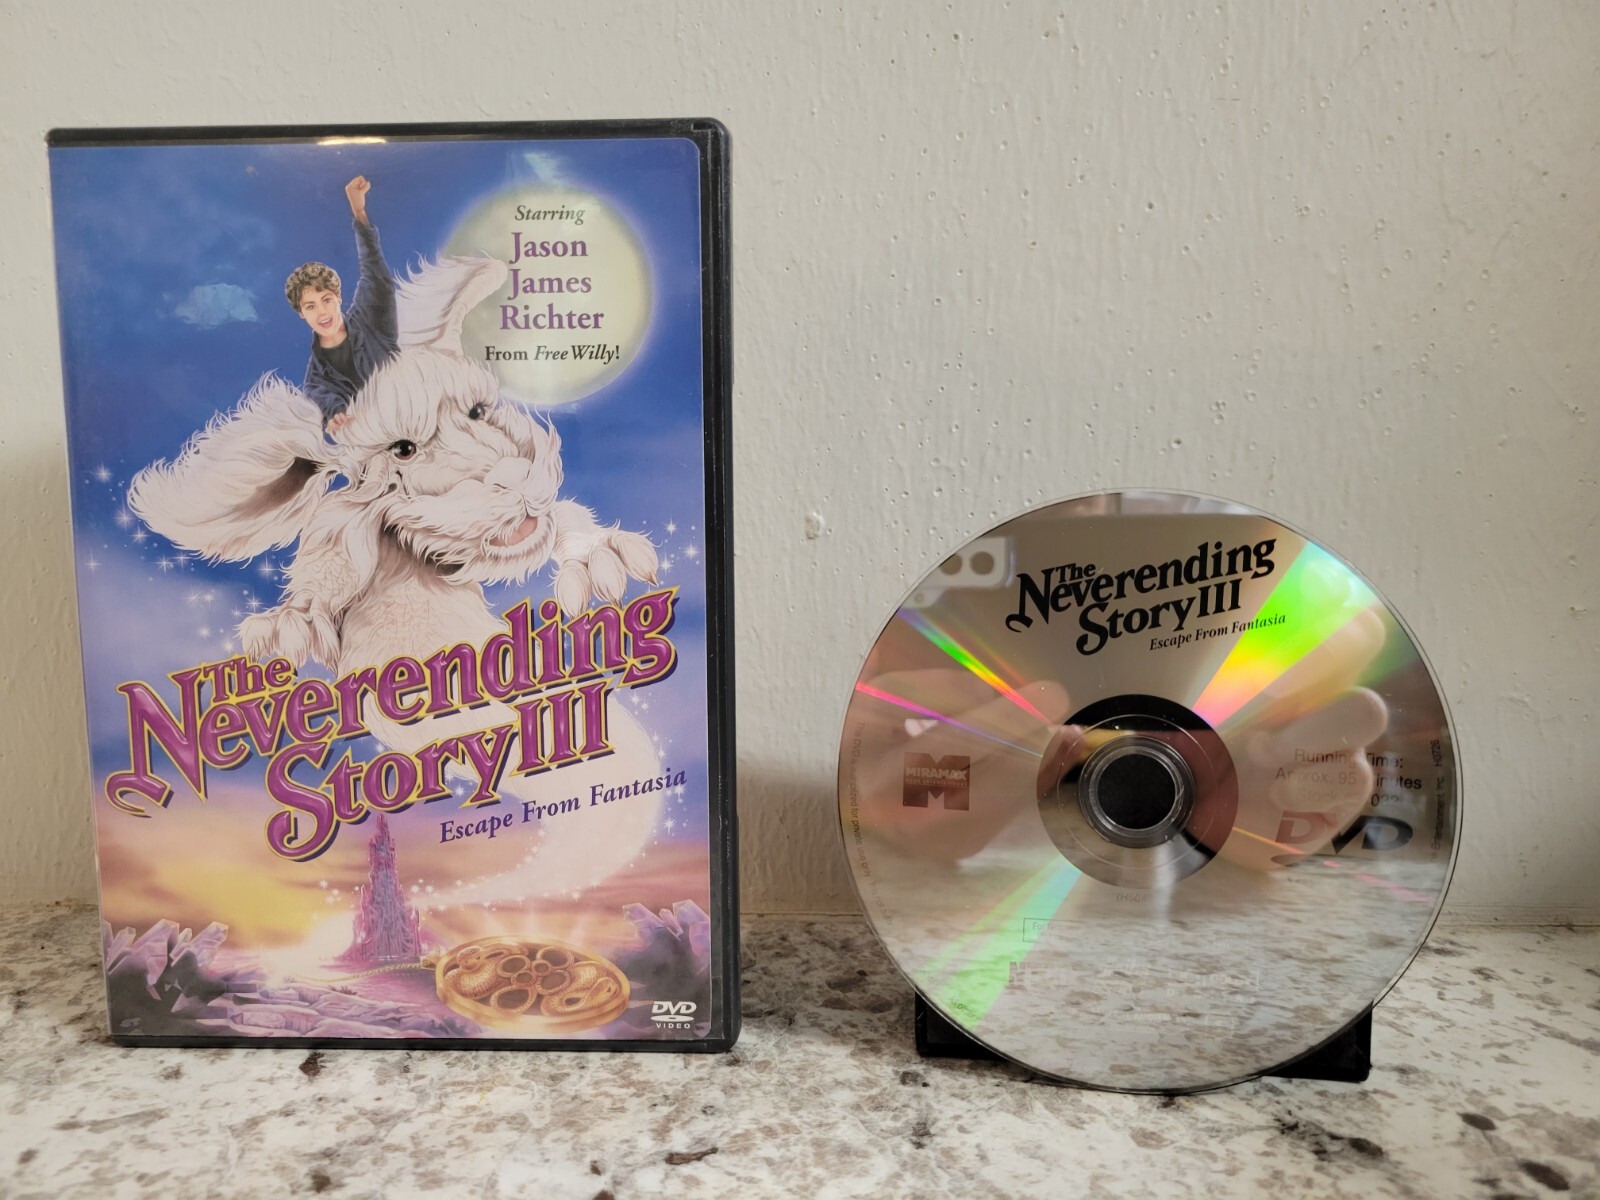 Starring
Jason
James
Richter
From Free Willy!
The
Neverending
Story III
Escape From Fantasia
DVD
VIDEO
The
Neverending
Story III
Escape From Fantasia
MIRAMAX
M
Running Time:
Approx. 95 Minutes
DVD